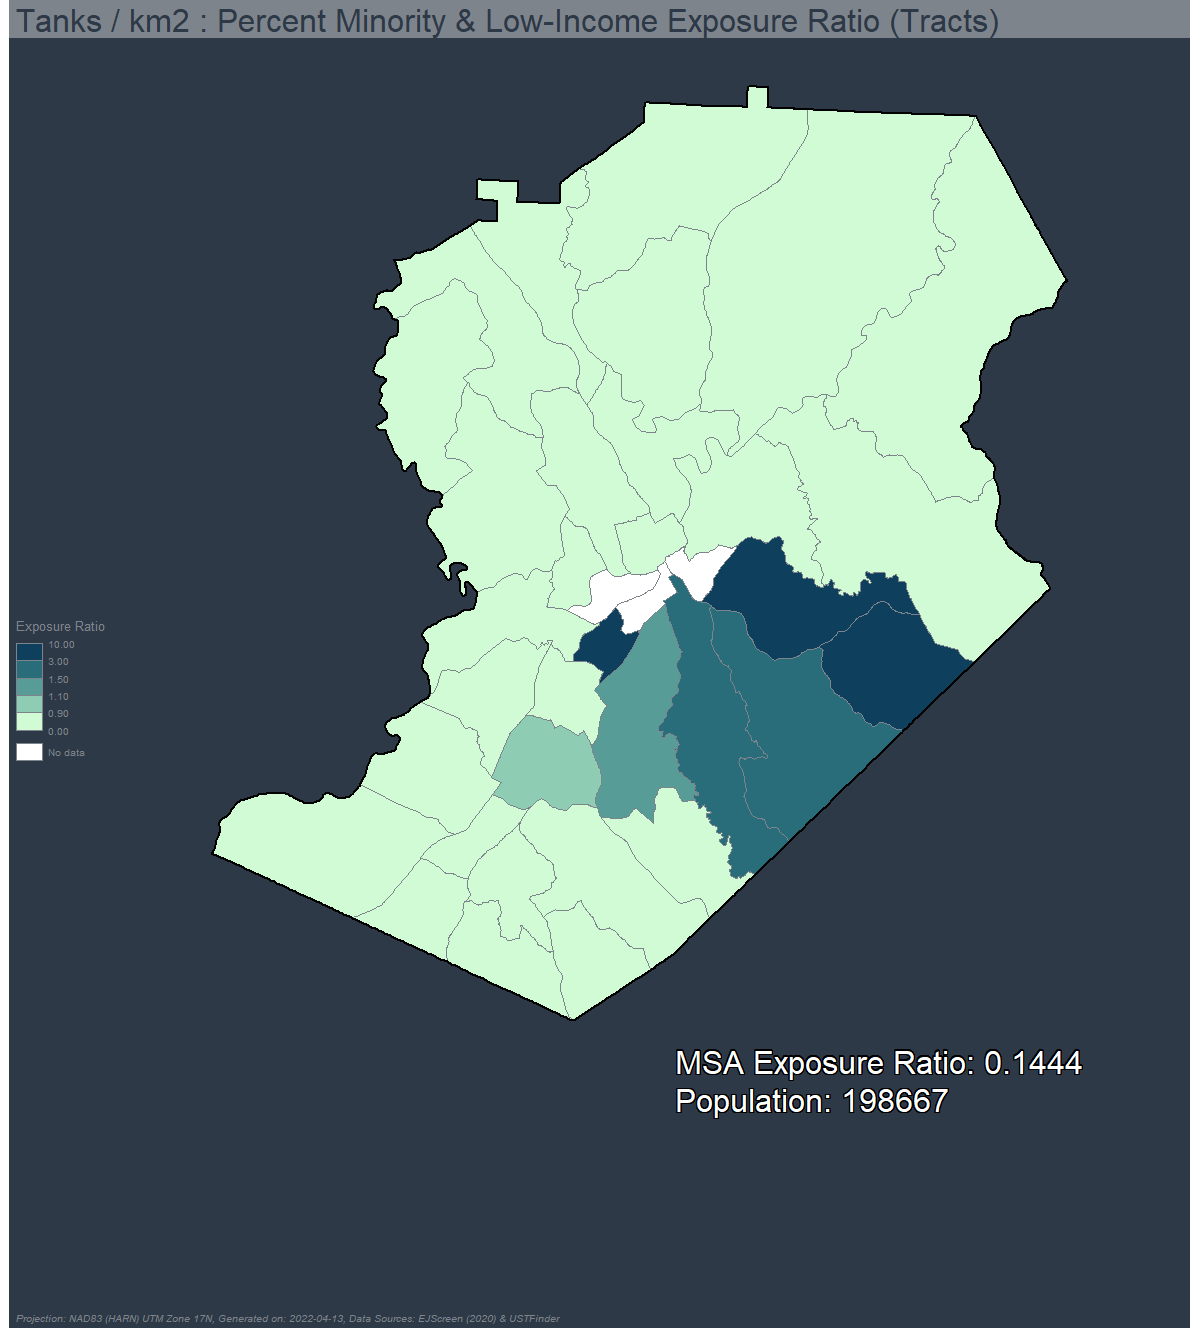 Tanks / km2 : Percent Minority & Low-Income Exposure Ratio (Tracts)
Exposure Ratio
10.00
3.00
1.50
1.10
0.90
0.00
No data
MSA Exposure Ratio: 0.1444
Population: 198667
Projection: NAD83 (HARN) UTM Zone 17N, Generated on: 2022-04-13, Data Sources: EJScreen (2020) & USTFinder